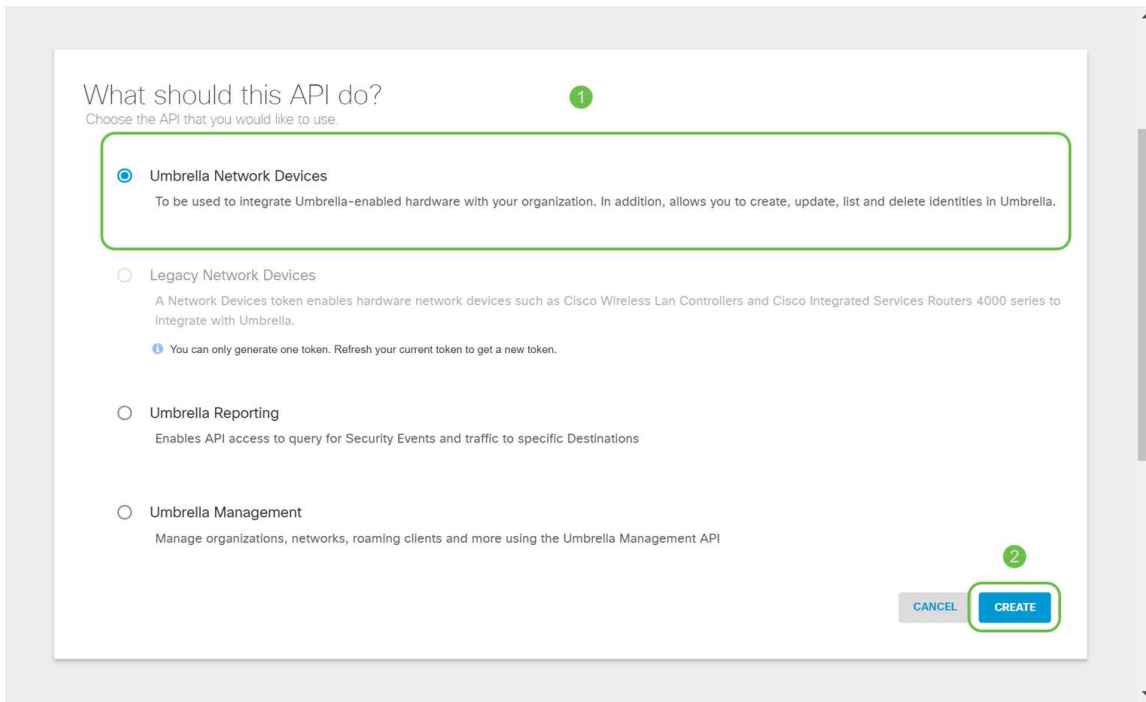 What should this API do?
1
Choose the API that you would like to use.
Umbrella Network Devices
To be used to integrate Umbrella-enabled hardware with your organization. In addition, allows you to create, update, list and delete identities in Umbrella.
Legacy Network Devices
A Network Devices token enables hardware network devices such as Cisco Wireless Lan Controllers and Cisco Integrated Services Routers 4000 series to
integrate with Umbrella.
You can only generate one token. Refresh your current token to get a new token.
Umbrella Reporting
Enables API access to query for Security Events and traffic to specific Destinations
Umbrella Management
Manage organizations, networks, roaming clients and more using the Umbrella Management API
2
CANCEL
CREATE